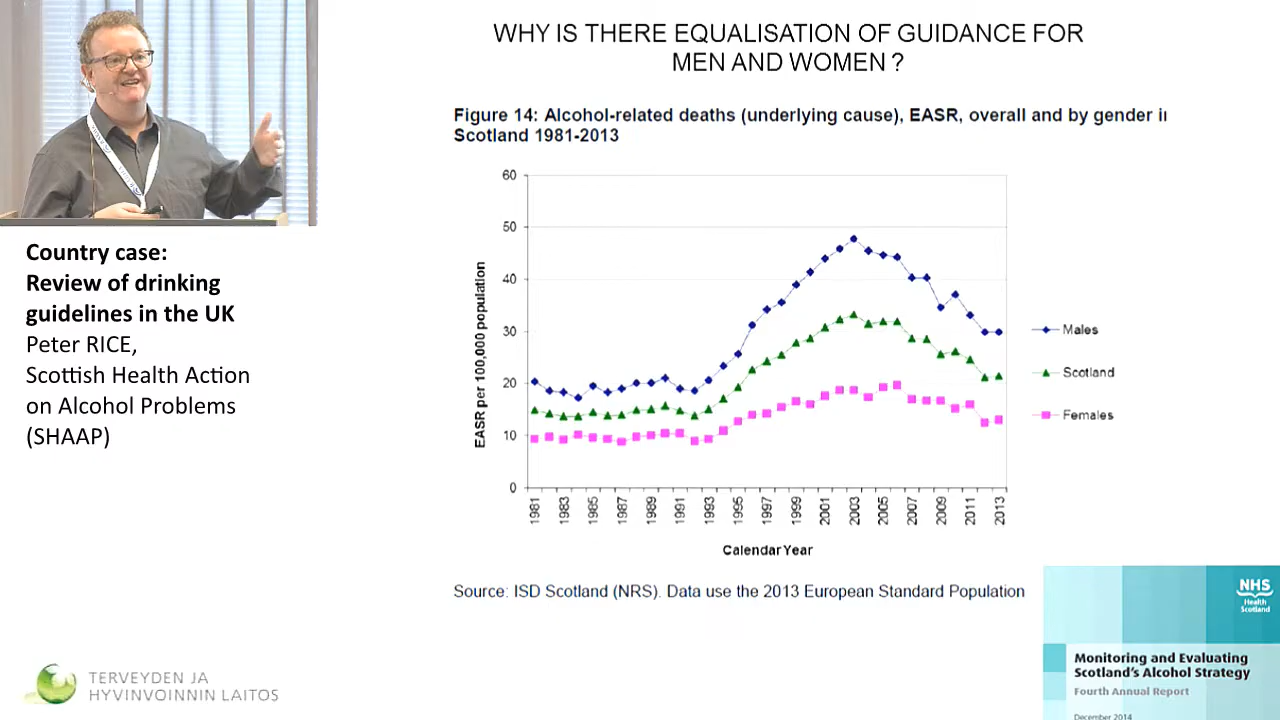 WHY IS THERE EQUALISATION OF GUIDANCE FOR
MEN AND WOMEN ?
Figure 14: Alcohol-related deaths (underlying cause), EASR, overall and by gender in
Scotland 1981-2013
60
50
40
30
20
10
0
EASR per 100,000 population
1981
1983
1985
1987
1989
1991
1993
1995
1997
1999
2001
2003
2005
2007
2009
2011
2013
Calendar Year
Males
Scotland
Females
Source: ISD Scotland (NRS). Data use the 2013 European Standard Population
Country case:
Review of drinking
guidelines in the UK
Peter RICE,
Scottish Health Action
on Alcohol Problems
(SHAAP)
TERVEYDEN JA
HYVINVOINNIN LAITOS
NHS
Health
Scotland
Monitoring and Evaluating
Scotland's Alcohol Strategy
Fourth Annual Report
December 2014